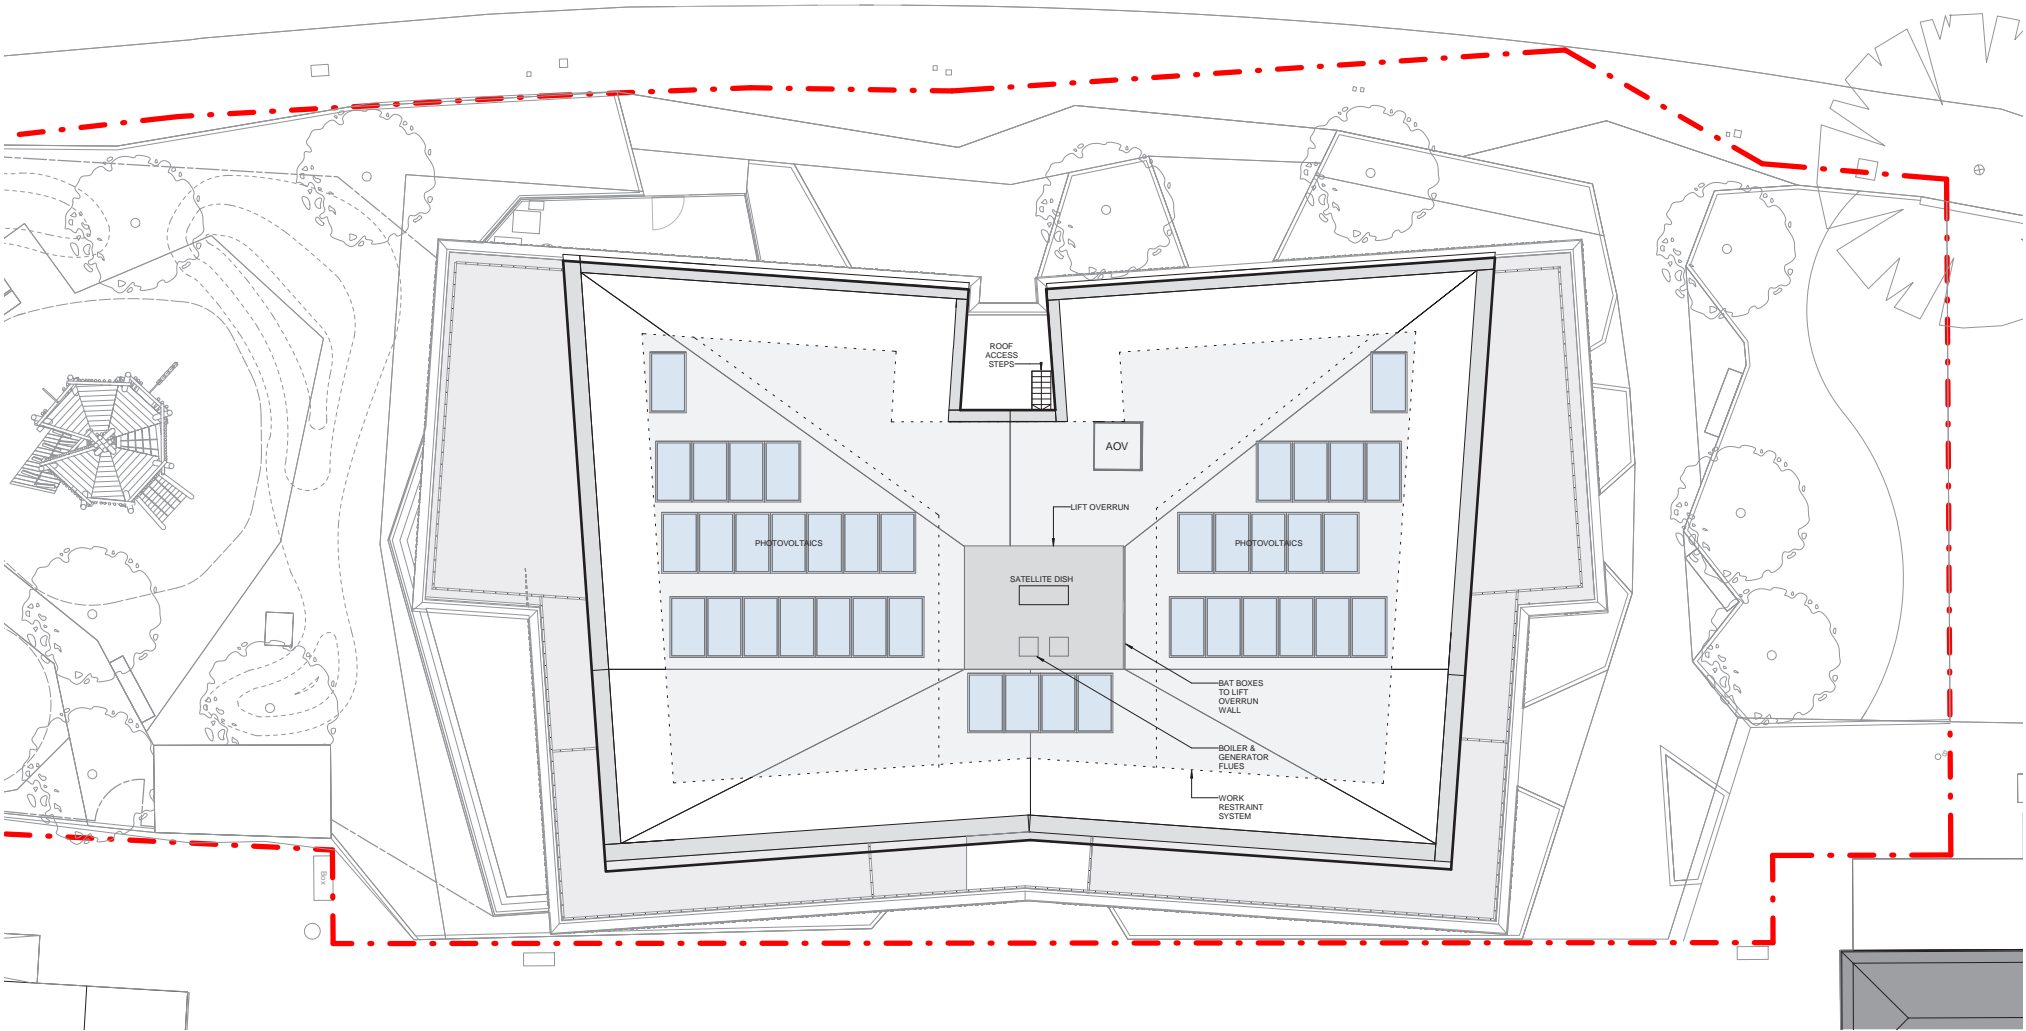 ROOF
ACCESS
STEPS
AOV
LIFT OVERRUN
PHOTOVOLTAICS
PHOTOVOLTAICS
SATELLITE DISH
BAT BOXES
TO LIFT
OVERRUN
WALL
BOILER &
GENERATOR
FLUES
WORK
RESTRAINT
SYSTEM
Box